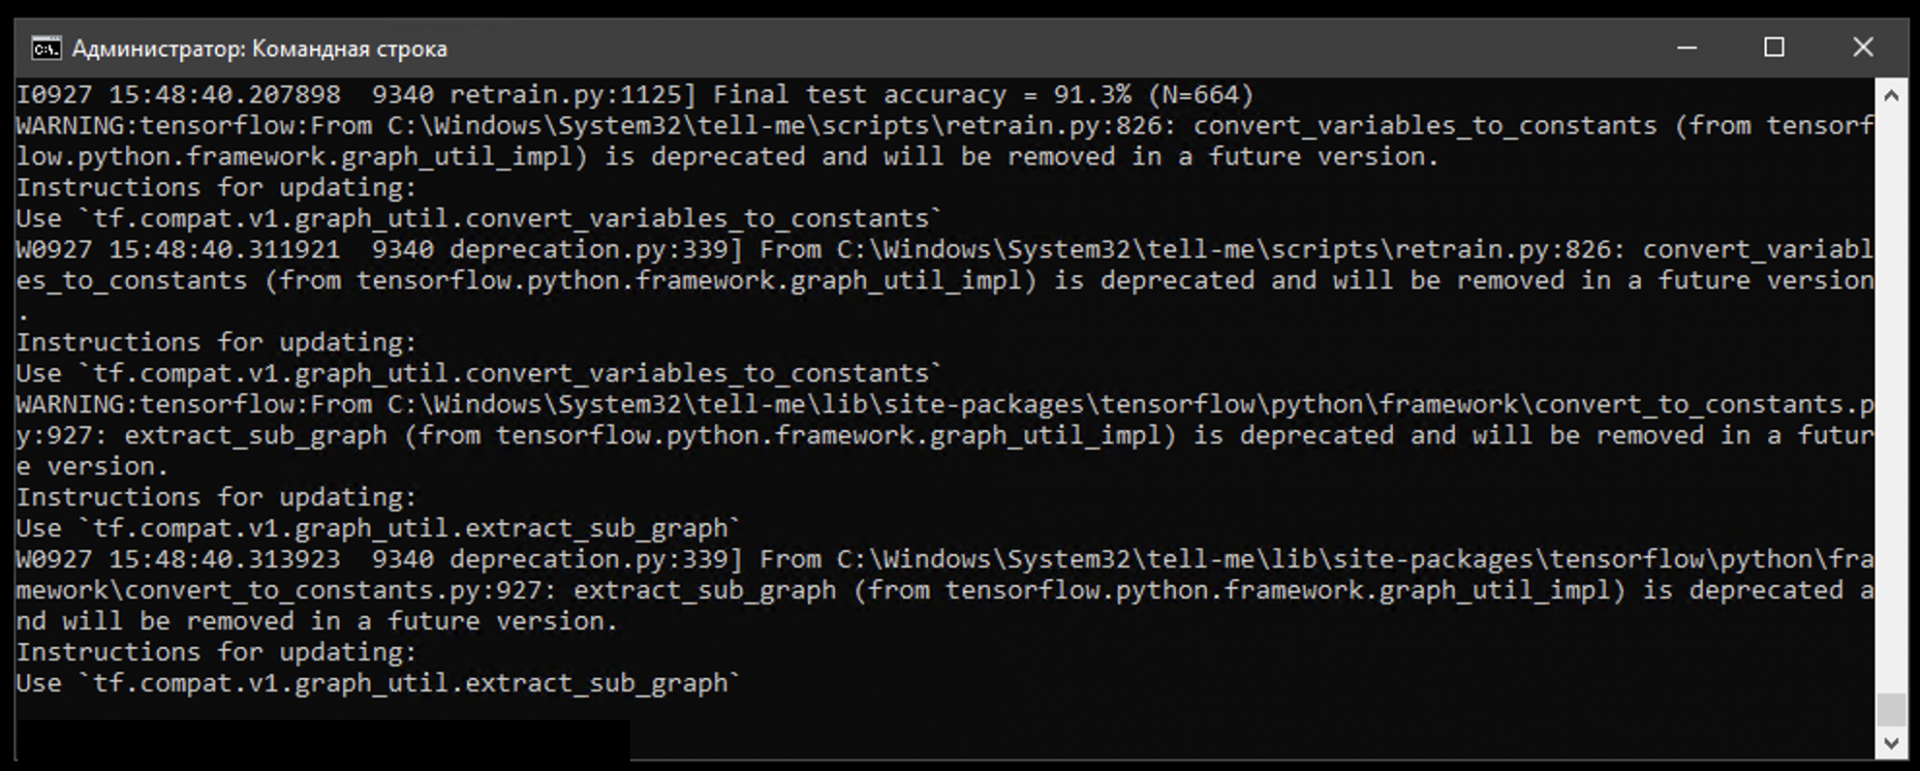 Администратор: Командная строка
I0927 15:48:40.207898  9340 retrain.py:1125] Final test accuracy = 91.3% (N=664)
WARNING:tensorflow:From C:\Windows\System32\tell-me\scripts\retrain.py:826: convert_variables_to_constants (from tensorf
low.python.framework.graph_util_impl) is deprecated and will be removed in a future version.
Instructions for updating:
Use `tf.compat.v1.graph_util.convert_variables_to_constants`
W0927 15:48:40.311921  9340 deprecation.py:339] From C:\Windows\System32\tell-me\scripts\retrain.py:826: convert_variabl
es_to_constants (from tensorflow.python.framework.graph_util_impl) is deprecated and will be removed in a future version
.
Instructions for updating:
Use `tf.compat.v1.graph_util.convert_variables_to_constants`
WARNING:tensorflow:From C:\Windows\System32\tell-me\lib\site-packages\tensorflow\python\framework\convert_to_constants.p
y:927: extract_sub_graph (from tensorflow.python.framework.graph_util_impl) is deprecated and will be removed in a futur
e version.
Instructions for updating:
Use `tf.compat.v1.graph_util.extract_sub_graph`
W0927 15:48:40.313923  9340 deprecation.py:339] From C:\Windows\System32\tell-me\lib\site-packages\tensorflow\python\fra
mework\convert_to_constants.py:927: extract_sub_graph (from tensorflow.python.framework.graph_util_impl) is deprecated a
nd will be removed in a future version.
Instructions for updating:
Use `tf.compat.v1.graph_util.extract_sub_graph`